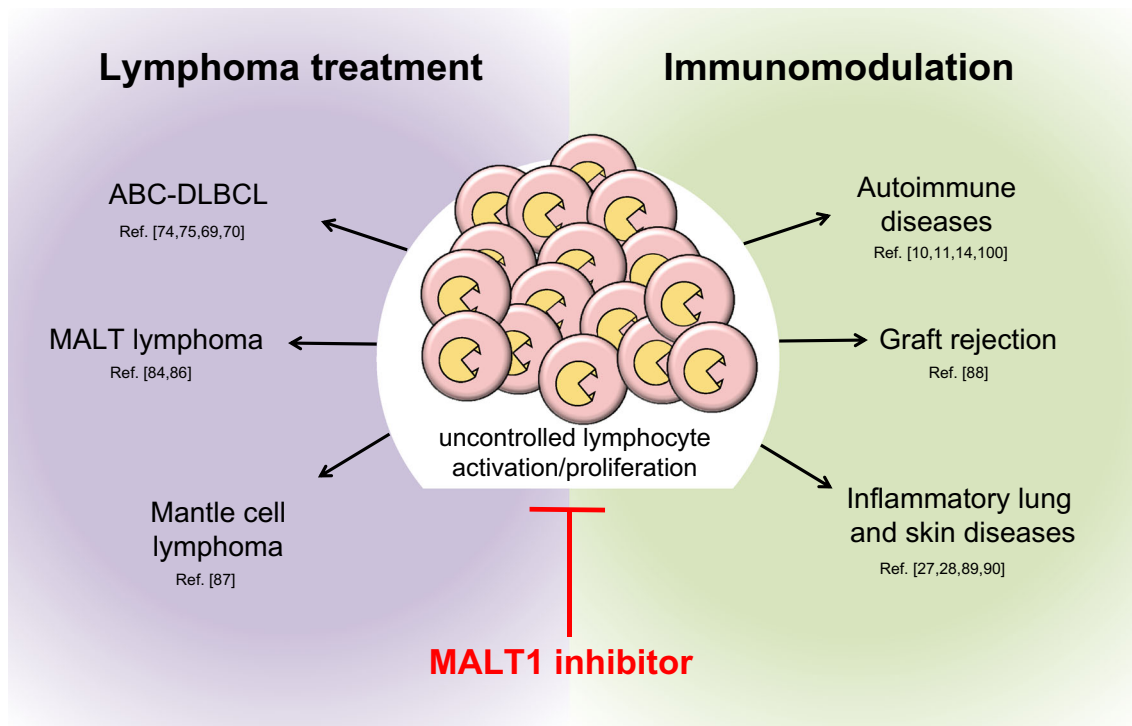 Lymphoma treatment
Immunomodulation
ABC-DLBCL
Ref. [74,75,69,70]
MALT lymphoma
Ref. [84,86]
Mantle cell
lymphoma
Ref. [87]
uncontrolled lymphocyte
activation/proliferation
Autoimmune
diseases
Ref. [10,11,14,100]
Graft rejection
Ref. [88]
Inflammatory lung
and skin diseases
Ref. [27,28,89,90]
MALT1 inhibitor